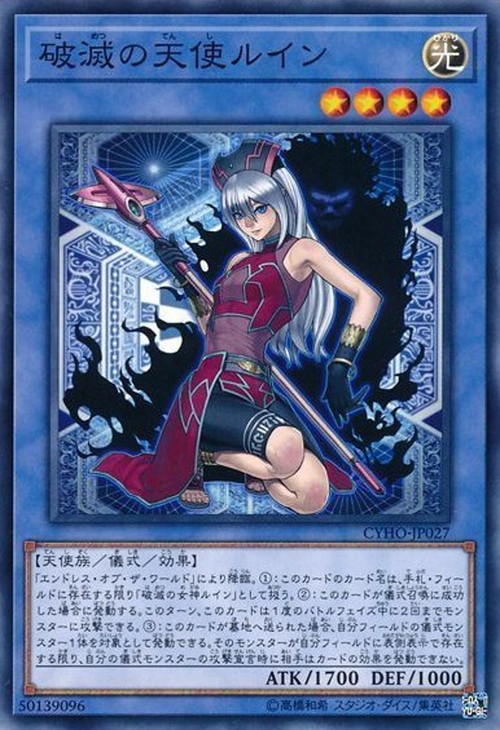 破滅の天使ルイン
光
CYHO-JP027
【天使族/儀式/効果】
「エンドレス・オブ・ザ・ワールド」により降臨。①:このカードのカード名は、手札・フィー
ルドに存在する限り「破滅の女神ルイン」として扱う。②:このカードが儀式召喚に成功
した場合に発動する。このターン、このカードは1度のバトルフェイズ中に2回までモン
スターに攻撃できる。③:このカードが墓地へ送られた場合、自分フィールドの儀式モン
スター1体を対象として発動できる。そのモンスターが自分フィールドに表側表示で存在す
る限り、自分の儀式モンスターの攻撃宣言時に相手はカードの効果を発動できない。
ATK/1700 DEF/1000
50139096
©高橋和希 スタジオ・ダイス/集英社